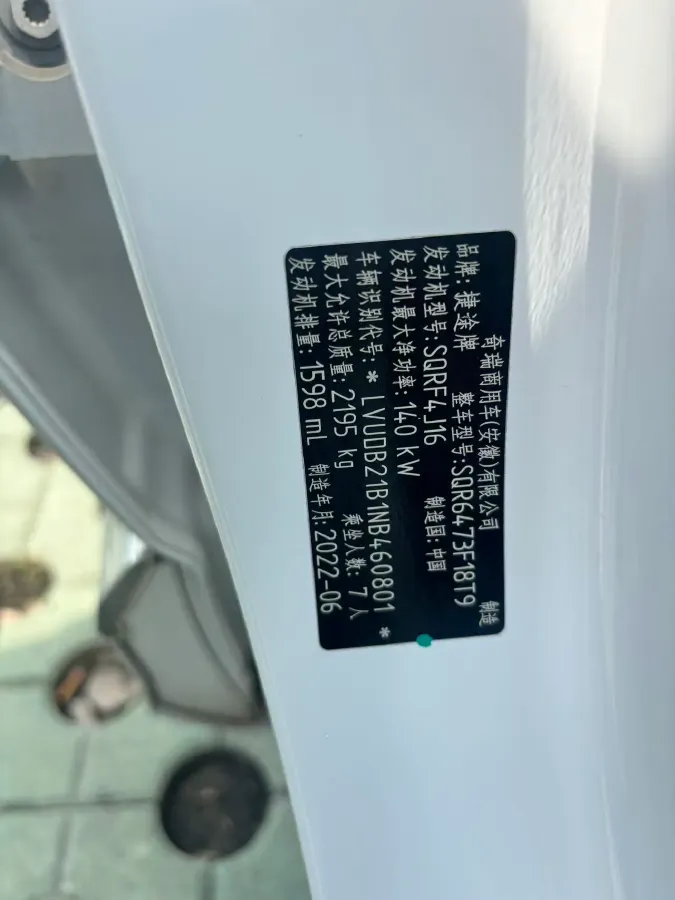 奇瑞商用车(安徽)有限公司 制造
品牌: 捷途牌 整车型号:SQR6473F18T9
发动机型号:SQRF4J16 制造国:中国
发动机最大净功率: 140 kW
车辆识别代号: * LVUDB21B1NB460801 *
最大允许总质量: 2195 kg 乘坐人数: 7 人
发动机排量: 1598 mL 制造年月: 2022-06